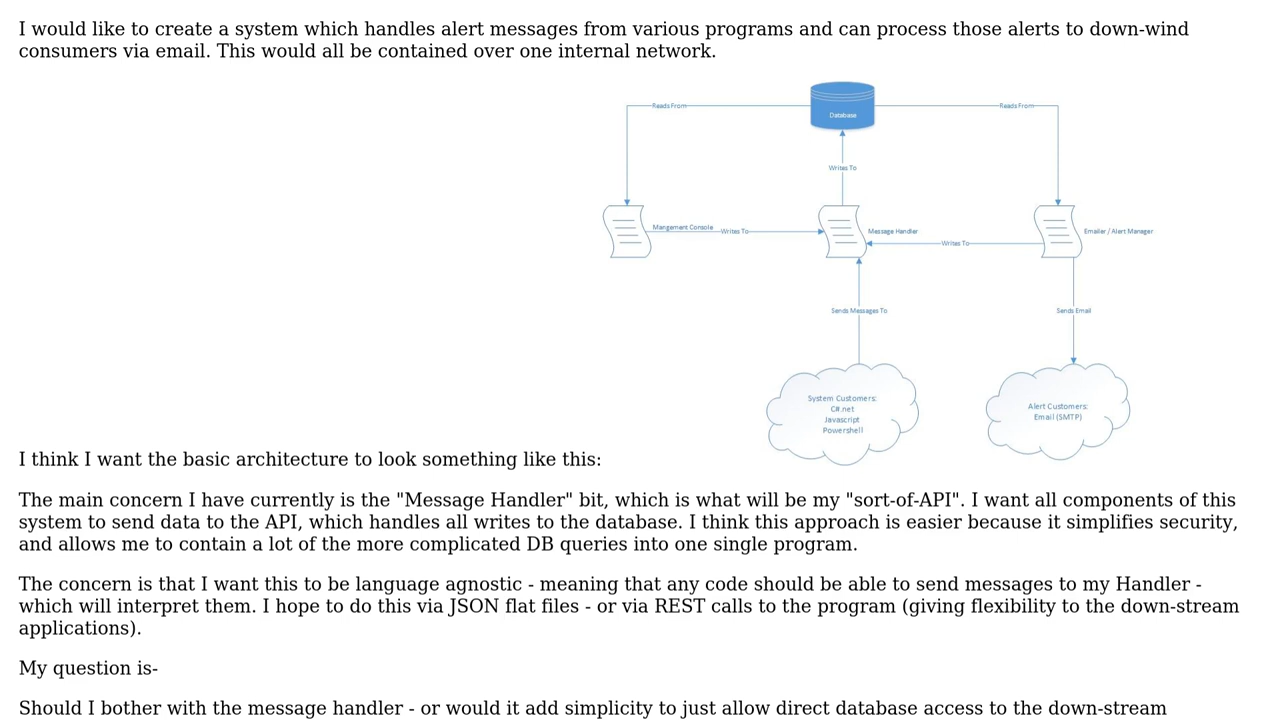 I would like to create a system which handles alert messages from various programs and can process those alerts to down-wind
consumers via email. This would all be contained over one internal network.
Reads From
Reads From
Database
Writes To
Mangement Console
Writes To
Message Handler
Writes To
Emailer / Alert Manager
Sends Messages To
Sends Email
System Customers:
C#.net
Javascript
Powershell
Alert Customers:
Email (SMTP)
I think I want the basic architecture to look something like this:
The main concern I have currently is the "Message Handler" bit, which is what will be my "sort-of-API". I want all components of this
system to send data to the API, which handles all writes to the database. I think this approach is easier because it simplifies security,
and allows me to contain a lot of the more complicated DB queries into one single program.
The concern is that I want this to be language agnostic - meaning that any code should be able to send messages to my Handler -
which will interpret them. I hope to do this via JSON flat files - or via REST calls to the program (giving flexibility to the down-stream
applications).
My question is-
Should I bother with the message handler - or would it add simplicity to just allow direct database access to the down-stream